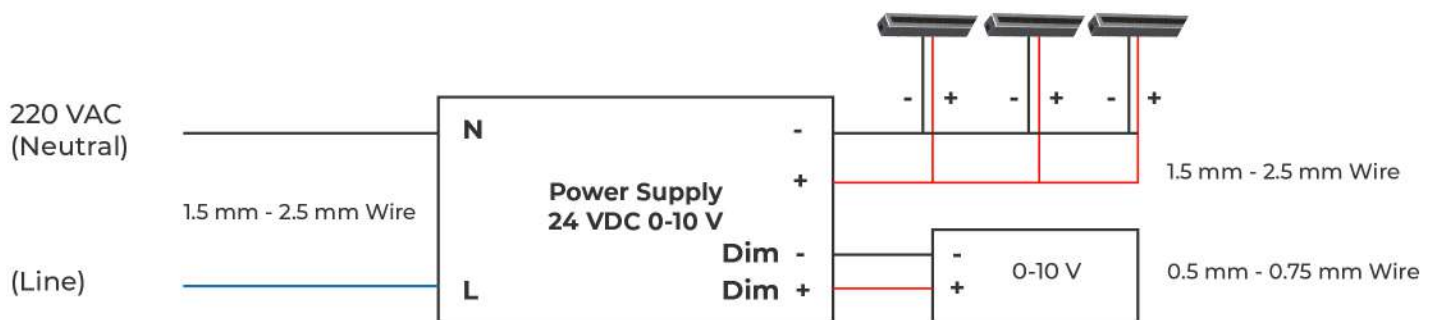 - + - + - +
220 VAC
(Neutral)
N
-
1.5 mm - 2.5 mm Wire
+
Power Supply
24 VDC 0-10 V
1.5 mm - 2.5 mm Wire
Dim -
-
0-10 V
0.5 mm - 0.75 mm Wire
(Line)
L
Dim +
+